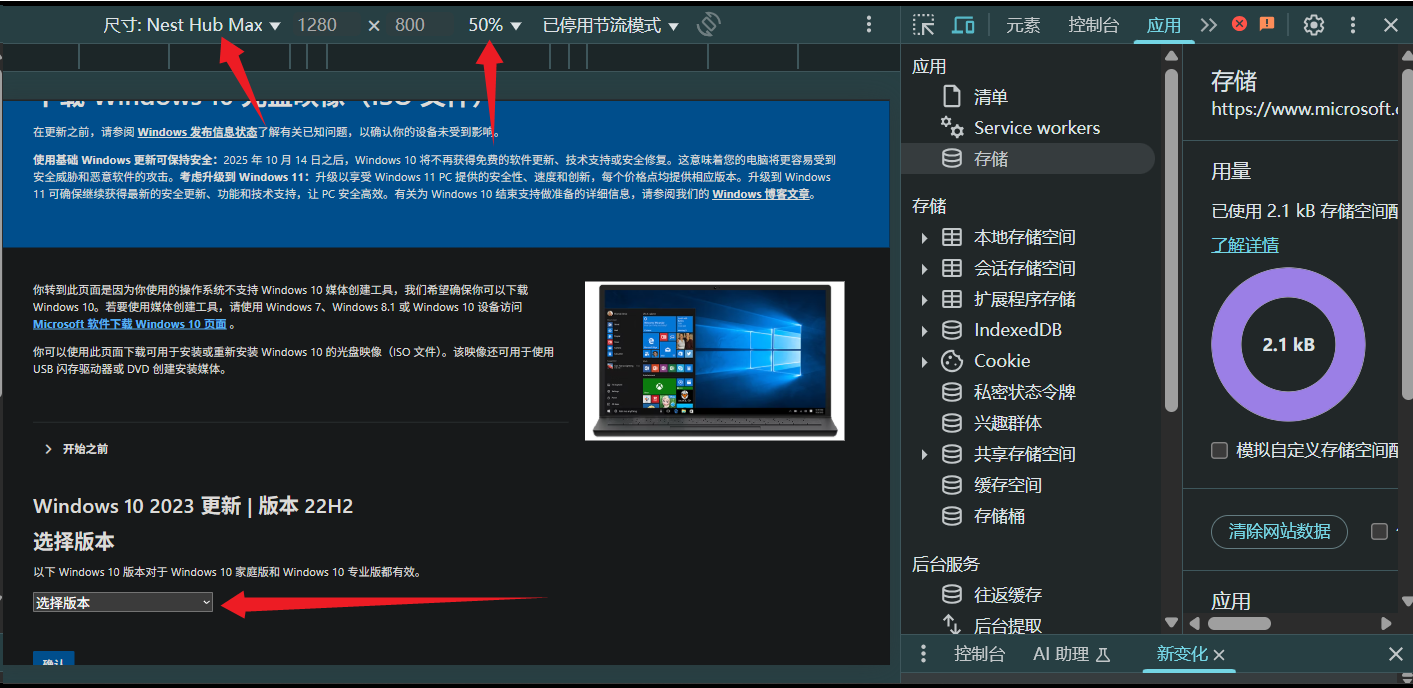 尺寸: Nest Hub Max ▼ 1280 × 800 50% ▼ 已停用节流模式 ▼
元素 控制台 应用
下载 Windows 10 光盘映像（ISO 文件）
在更新之前，请参阅 Windows 发布信息状态了解有关已知问题，以确认你的设备未受到影响。
使用基础 Windows 更新可保持安全：2025 年 10 月 14 日之后，Windows 10 将不再获得免费的软件更新、技术支持或安全修复。这意味着您的电脑将更容易受到
安全威胁和恶意软件的攻击。考虑升级到 Windows 11：升级以享受 Windows 11 PC 提供的安全性、速度和创新，每个价格点均提供相应版本。升级到 Windows
11 可确保继续获得最新的安全更新、功能和技术支持，让 PC 安全高效。有关为 Windows 10 结束支持做准备的详细信息，请参阅我们的 Windows 博客文章。
你转到此页面是因为你使用的操作系统不支持 Windows 10 媒体创建工具，我们希望确保你可以下载
Windows 10。若要使用媒体创建工具，请使用 Windows 7、Windows 8.1 或 Windows 10 设备访问
Microsoft 软件下载 Windows 10 页面 。
你可以使用此页面下载可用于安装或重新安装 Windows 10 的光盘映像（ISO 文件）。该映像还可用于使用
USB 闪存驱动器或 DVD 创建安装媒体。
开始之前
Windows 10 2023 更新 | 版本 22H2
选择版本
以下 Windows 10 版本对于 Windows 10 家庭版和 Windows 10 专业版都有效。
选择版本
确认
应用
清单
Service workers
存储
存储
本地存储空间
会话存储空间
扩展程序存储
IndexedDB
Cookie
私密状态令牌
兴趣群体
共享存储空间
缓存空间
存储桶
后台服务
往返缓存
后台提取
存储
https://www.microsoft.c
用量
已使用 2.1 kB 存储空间配
了解详情
2.1 kB
模拟自定义存储空间配
清除网站数据
应用
控制台 AI 助理 新变化